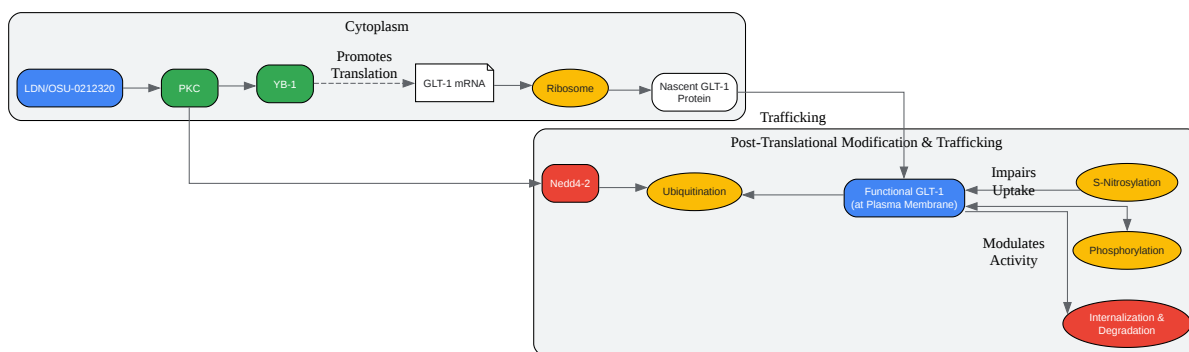 Cytoplasm
Promotes
Translation
LDN/OSU-0212320
PKC
YB-1
GLT-1 mRNA
Ribosome
Nascent GLT-1
Protein
Trafficking
Post-Translational Modification & Trafficking
Nedd4-2
Ubiquitination
Functional GLT-1
(at Plasma Membrane)
Impairs
Uptake
S-Nitrosylation
Modulates
Activity
Phosphorylation
Internalization &
Degradation